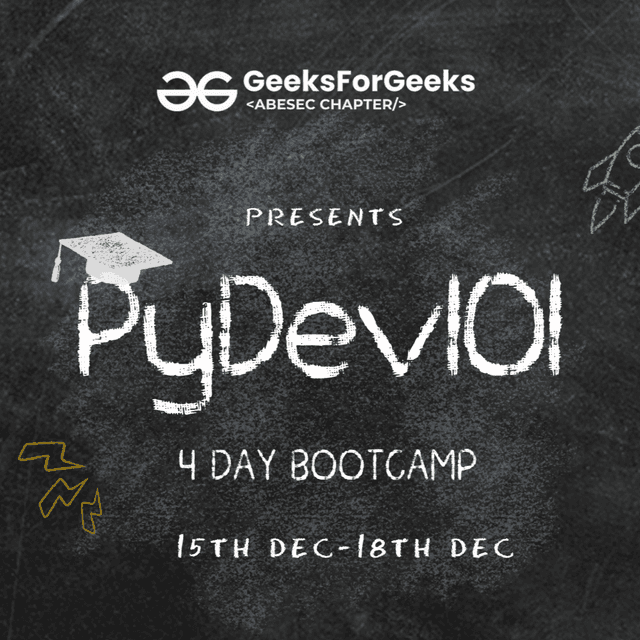 GeeksForGeeks
<ABESEC CHAPTER/>
PRESENTS
PyDev101
4 DAY BOOTCAMP
15TH DEC-18TH DEC